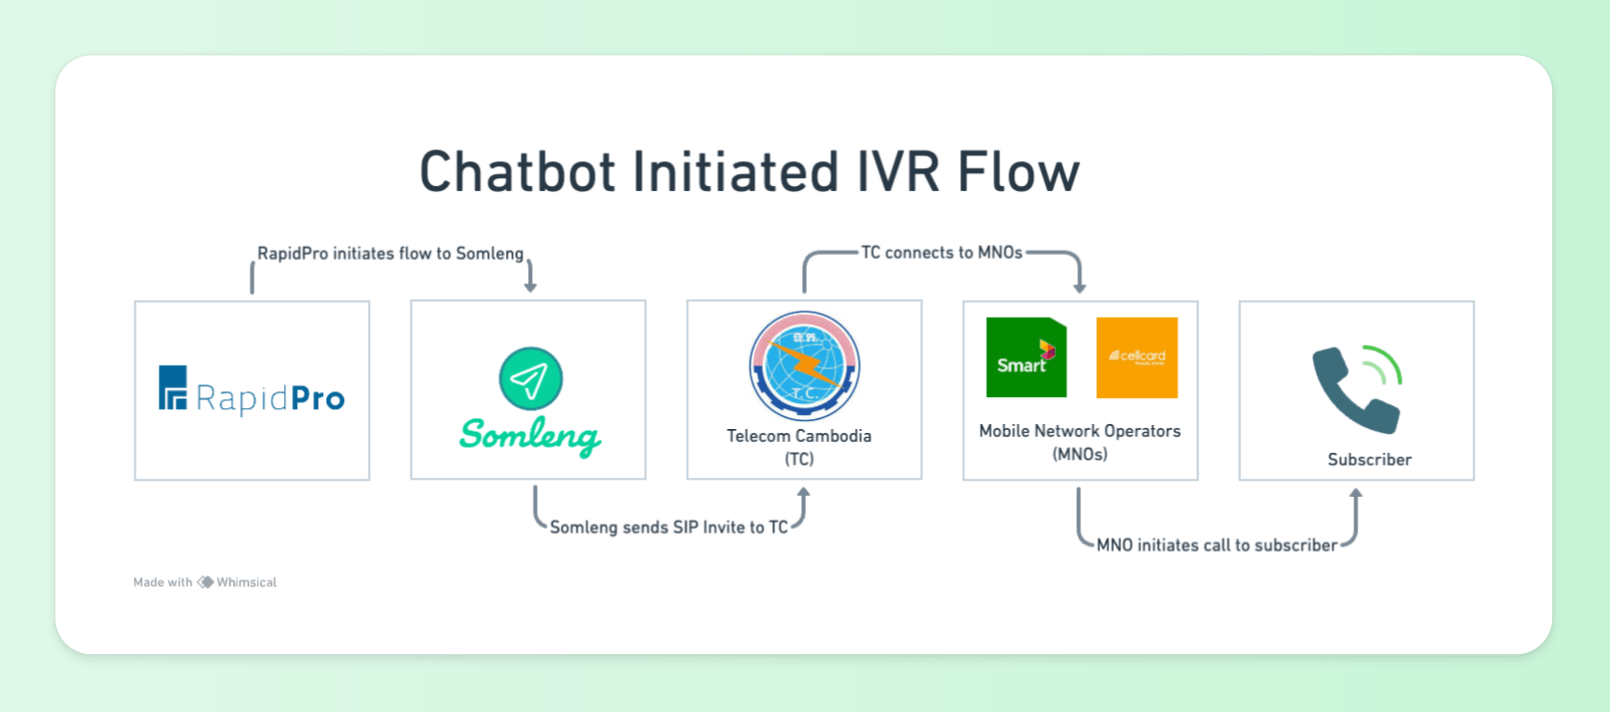 Chatbot Initiated IVR Flow
RapidPro initiates flow to Somleng
TC connects to MNOs
RapidPro
Somleng
T.C.
Telecom Cambodia
(TC)
Smart
cellcard
Mobile Network Operators
(MNOs)
Subscriber
Somleng sends SIP Invite to TC
MNO initiates call to subscriber
Made with Whimsical